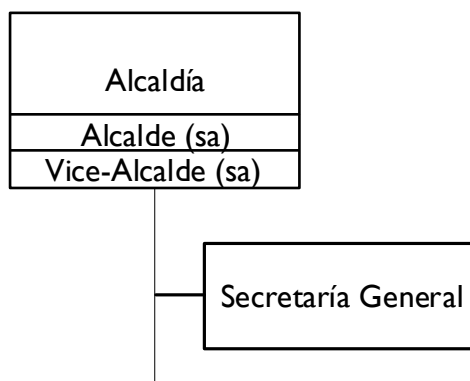 Alcaldía
Alcalde (sa)
Vice-Alcalde (sa)
Secretaría General